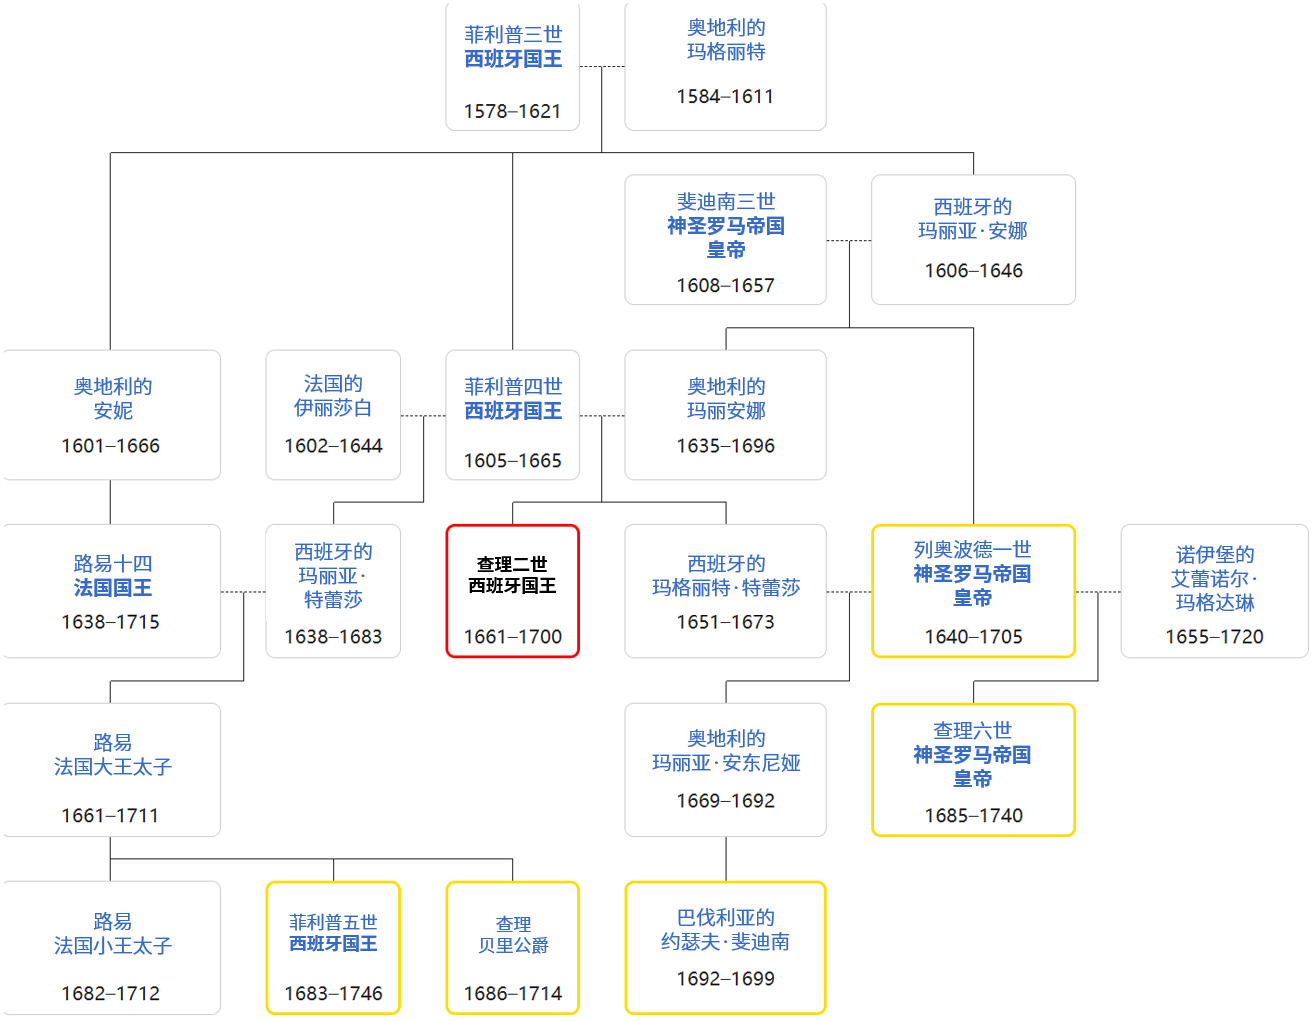 菲利普三世
西班牙国王
1578–1621
奥地利的
玛格丽特
1584–1611
斐迪南三世
神圣罗马帝国
皇帝
1608–1657
西班牙的
玛丽亚·安娜
1606–1646
奥地利的
安妮
1601–1666
法国的
伊丽莎白
1602–1644
菲利普四世
西班牙国王
1605–1665
奥地利的
玛丽安娜
1635–1696
路易十四
法国国王
1638–1715
西班牙的
玛丽亚·
特蕾莎
1638–1683
查理二世
西班牙国王
1661–1700
西班牙的
玛格丽特·特蕾莎
1651–1673
列奥波德一世
神圣罗马帝国
皇帝
1640–1705
诺伊堡的
艾蕾诺尔·
玛格达琳
1655–1720
路易
法国大王太子
1661–1711
奥地利的
玛丽亚·安东尼娅
1669–1692
查理六世
神圣罗马帝国
皇帝
1685–1740
路易
法国小王太子
1682–1712
菲利普五世
西班牙国王
1683–1746
查理
贝里公爵
1686–1714
巴伐利亚的
约瑟夫·斐迪南
1692–1699